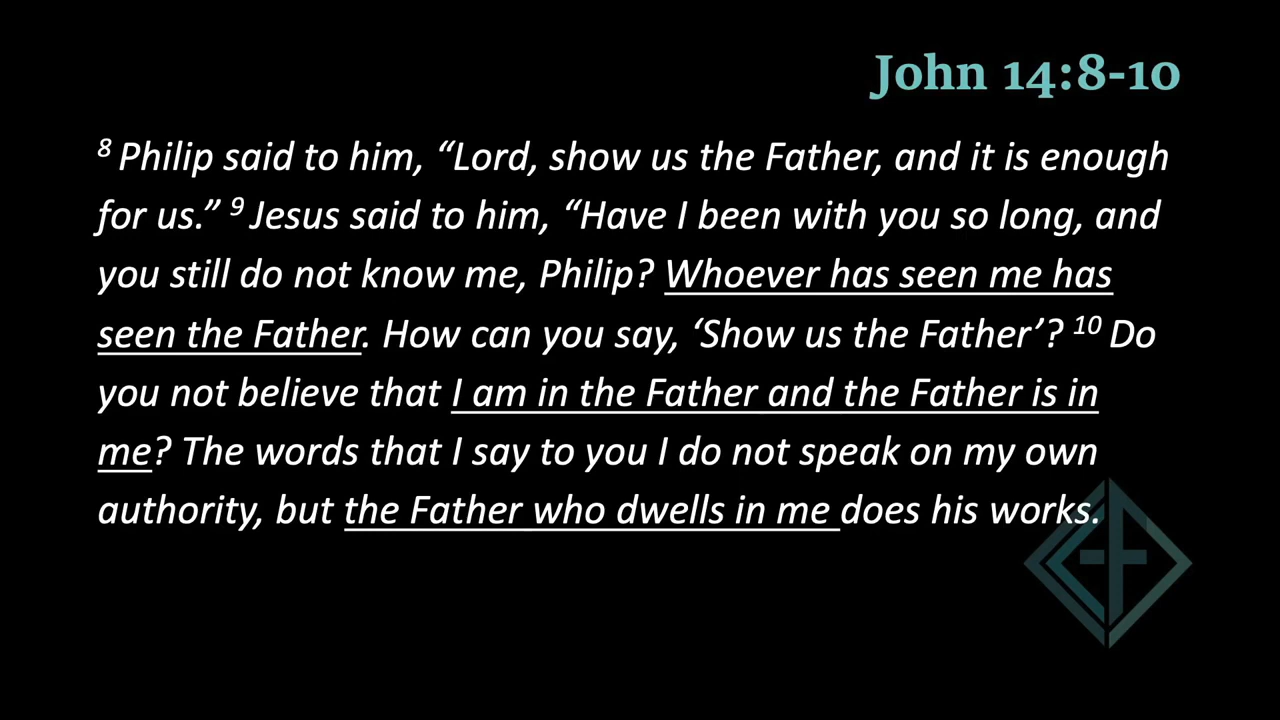 John 14:8-10
⁸ Philip said to him, “Lord, show us the Father, and it is enough
for us.” ⁹ Jesus said to him, “Have I been with you so long, and
you still do not know me, Philip? Whoever has seen me has
seen the Father. How can you say, ‘Show us the Father’? ¹⁰ Do
you not believe that I am in the Father and the Father is in
me? The words that I say to you I do not speak on my own
authority, but the Father who dwells in me does his works.